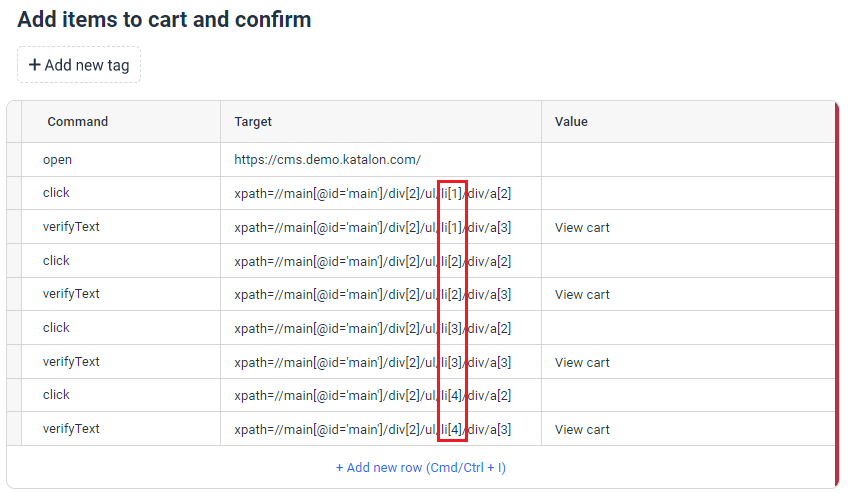 Add items to cart and confirm
+ Add new tag
Command Target Value
open https://cms.demo.katalon.com/
click xpath=//main[@id='main']/div[2]/ul/li[1]/div/a[2]
verifyText xpath=//main[@id='main']/div[2]/ul/li[1]/div/a[3] View cart
click xpath=//main[@id='main']/div[2]/ul/li[2]/div/a[2]
verifyText xpath=//main[@id='main']/div[2]/ul/li[2]/div/a[3] View cart
click xpath=//main[@id='main']/div[2]/ul/li[3]/div/a[2]
verifyText xpath=//main[@id='main']/div[2]/ul/li[3]/div/a[3] View cart
click xpath=//main[@id='main']/div[2]/ul/li[4]/div/a[2]
verifyText xpath=//main[@id='main']/div[2]/ul/li[4]/div/a[3] View cart
+ Add new row (Cmd/Ctrl + I)